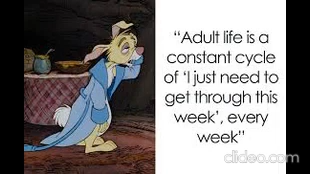 “Adult life is a
constant cycle
of ‘I just need to
get through this
week’, every
week”
clideo.com